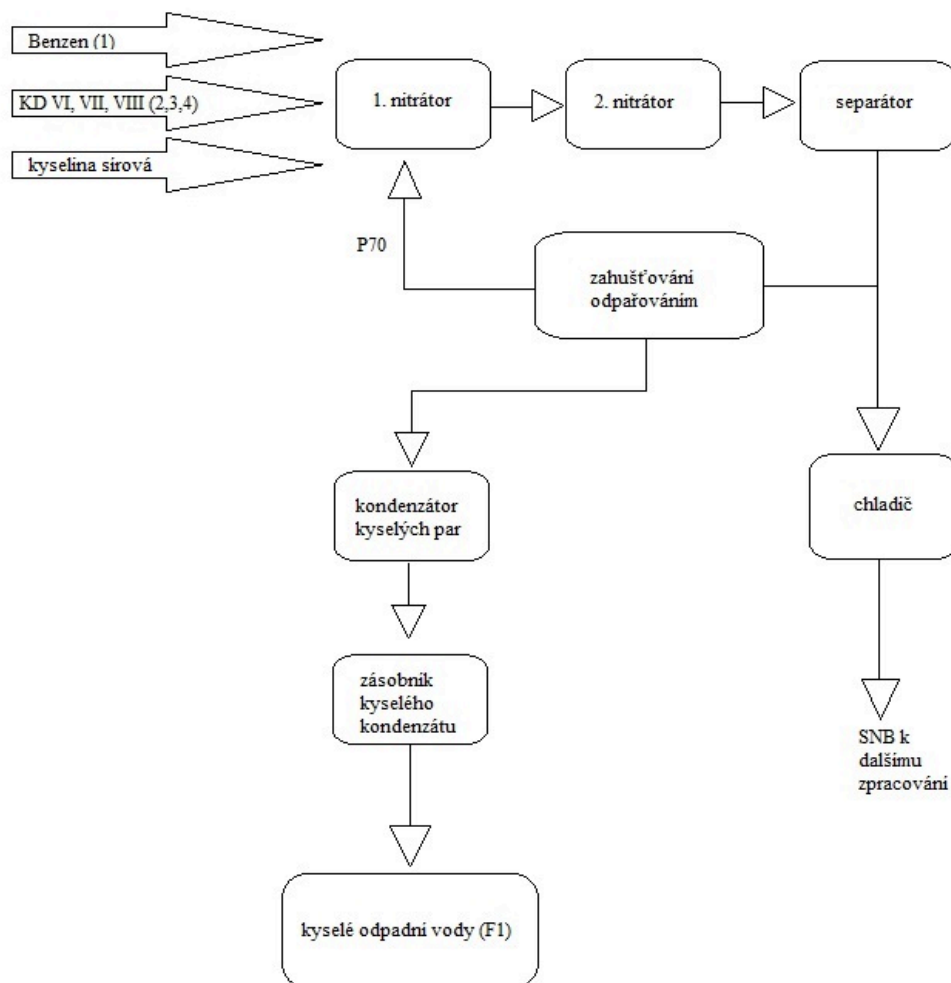 Benzen (1)
KD VI, VII, VIII (2,3,4)
kyselina sírová
1. nitrátor
2. nitrátor
separátor
P70
zahušťování
odpařováním
kondenzátor
kyselých par
chladič
zásobník
kyselého
kondenzátu
SNB k
dalšímu
zpracování
kyselé odpadní vody (F1)